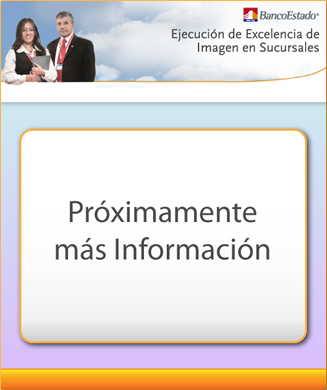 BancoEstado®
Ejecución de Excelencia de
Imagen en Sucursales
Próximamente
más Información